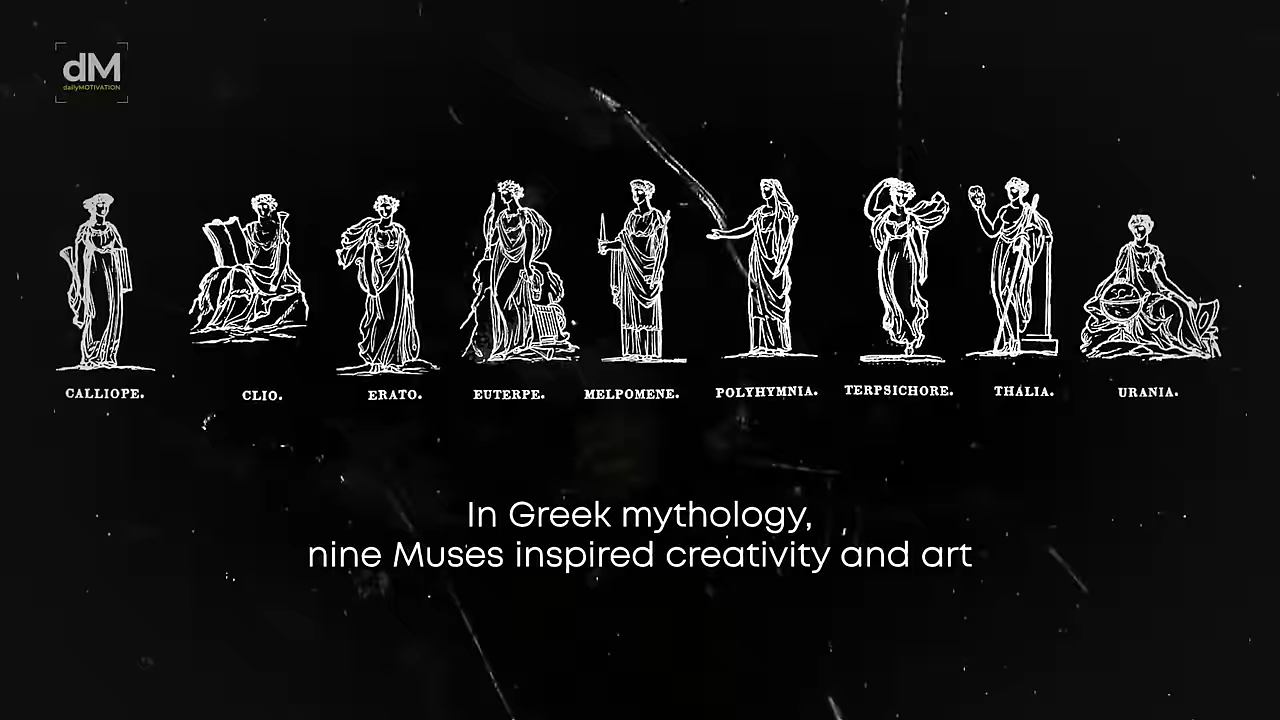 dM
dailyMOTIVATION
CALLIOPE. CLIO. ERATO. EUTERPE. MELPOMENE. POLYHYMNIA. TERPSICHORE. THALIA. URANIA.
In Greek mythology,
nine Muses inspired creativity and art